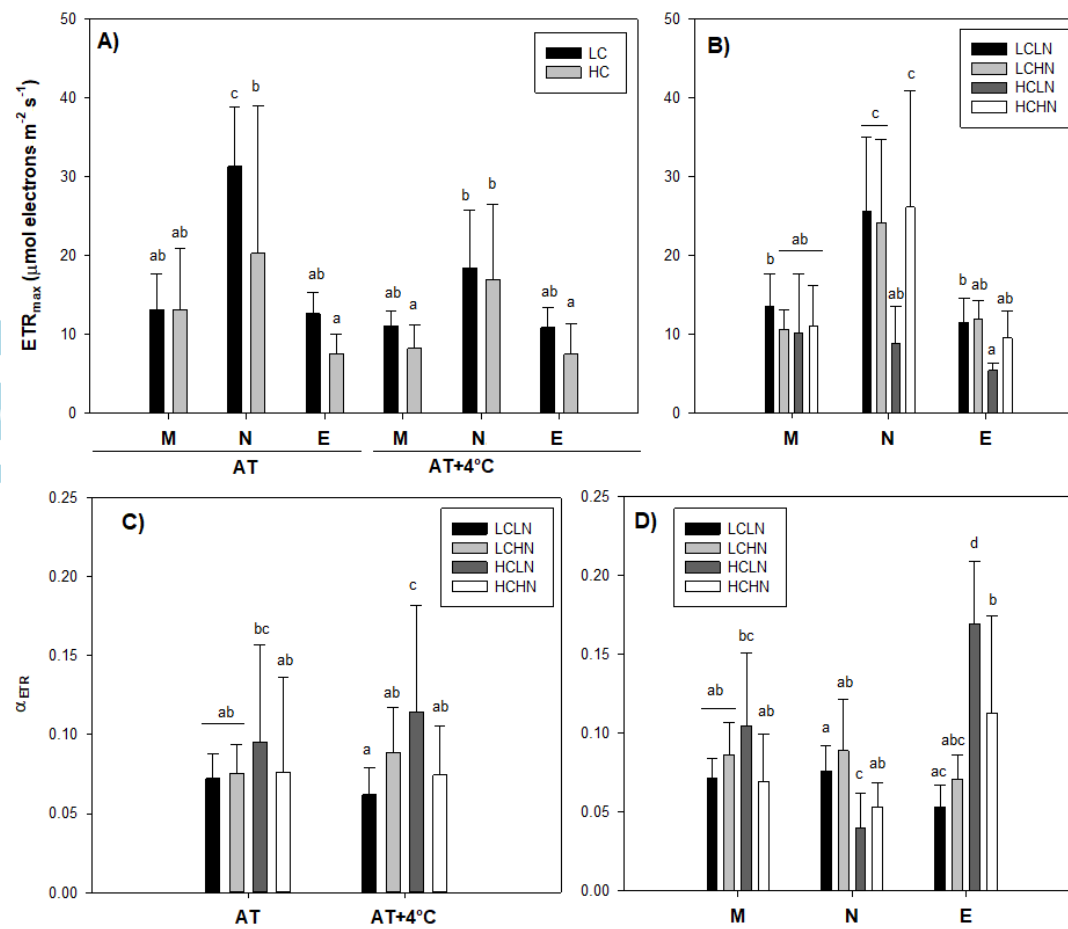 A)
LC
HC
ETRmax (μmol electrons m-2 s-1)
50
40
30
20
10
0
ab ab c b ab a ab a b b ab a
M N E M N E
AT AT+4ºC
B)
LCLN
LCHN
HCLN
HCHN
50
40
30
20
10
0
b ab c ab c b ab a ab
M N E
C)
LCLN
LCHN
HCLN
HCHN
αETR
0.25
0.20
0.15
0.10
0.05
0.00
ab bc ab a ab c ab
AT AT+4ºC
D)
LCLN
LCHN
HCLN
HCHN
0.25
0.20
0.15
0.10
0.05
0.00
ab bc ab a ab c ab ac abc d b
M N E